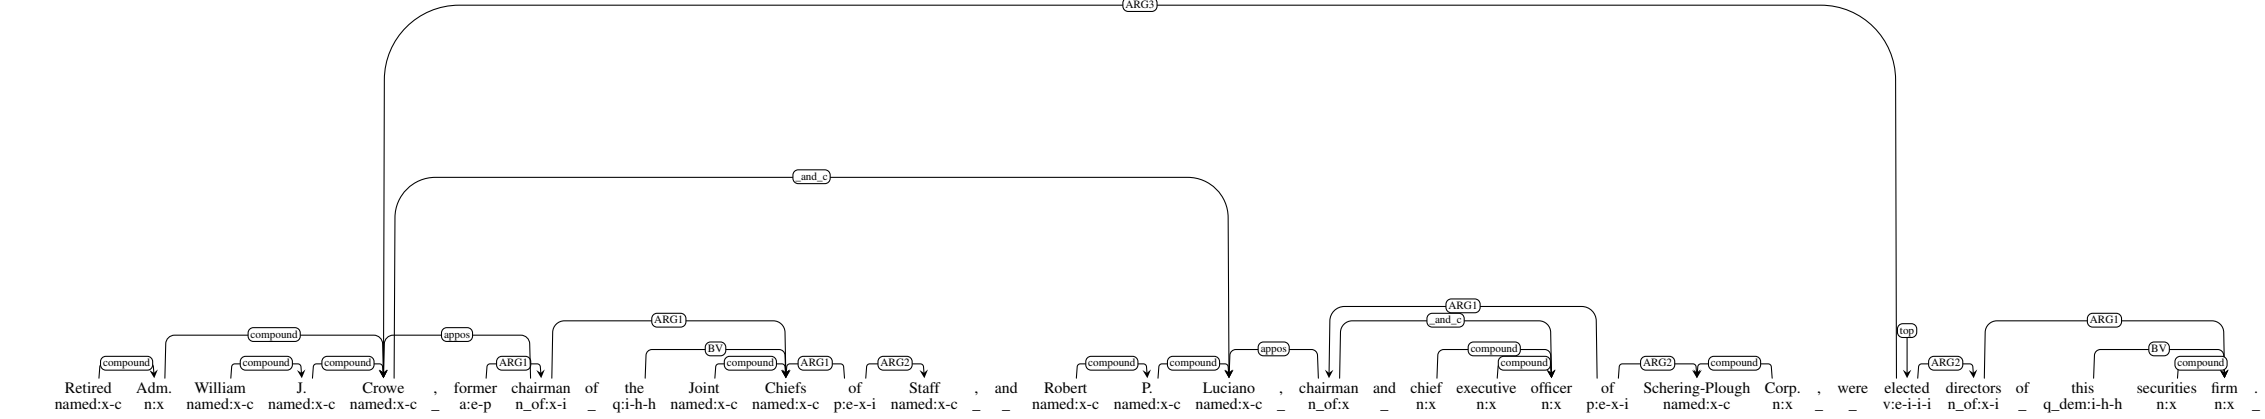 ARG3
_and_c
ARG1
ARG1 _and_c ARG1
compound appos top
BV appos compound BV
compound compound compound ARG1 compound ARG1 ARG2 compound compound compound ARG2 compound ARG2 compound
Retired Adm. William J. Crowe , former chairman of the Joint Chiefs of Staff , and Robert P. Luciano , chairman and chief executive officer of Schering-Plough Corp. , were elected directors of this securities firm .
named:x-c n:x named:x-c named:x-c named:x-c _ a:e-p n_of:x-i _ q:i-h-h named:x-c named:x-c p:e-x-i named:x-c _ _ named:x-c named:x-c named:x-c _ n_of:x _ n:x n:x n:x p:e-x-i named:x-c n:x _ _ v:e-i-i-i n_of:x-i _ q_dem:i-h-h n:x n:x _